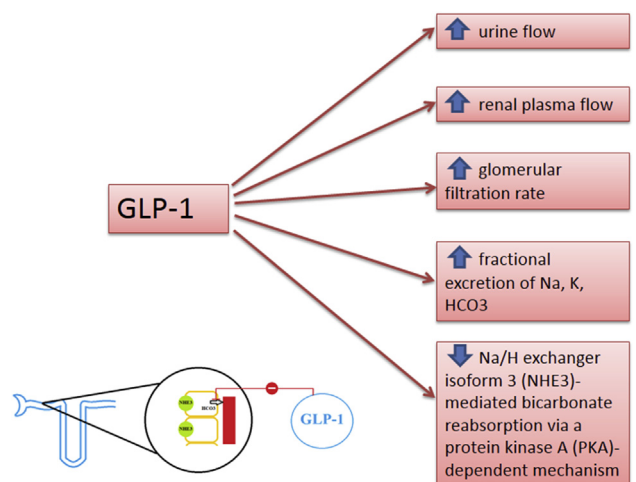 urine flow
renal plasma flow
glomerular
filtration rate
GLP-1
fractional
excretion of Na, K,
HCO3
Na/H exchanger
isoform 3 (NHE3)-
mediated bicarbonate
reabsorption via a
protein kinase A (PKA)-
dependent mechanism
NHE3
HCO3
NHE3
GLP-1